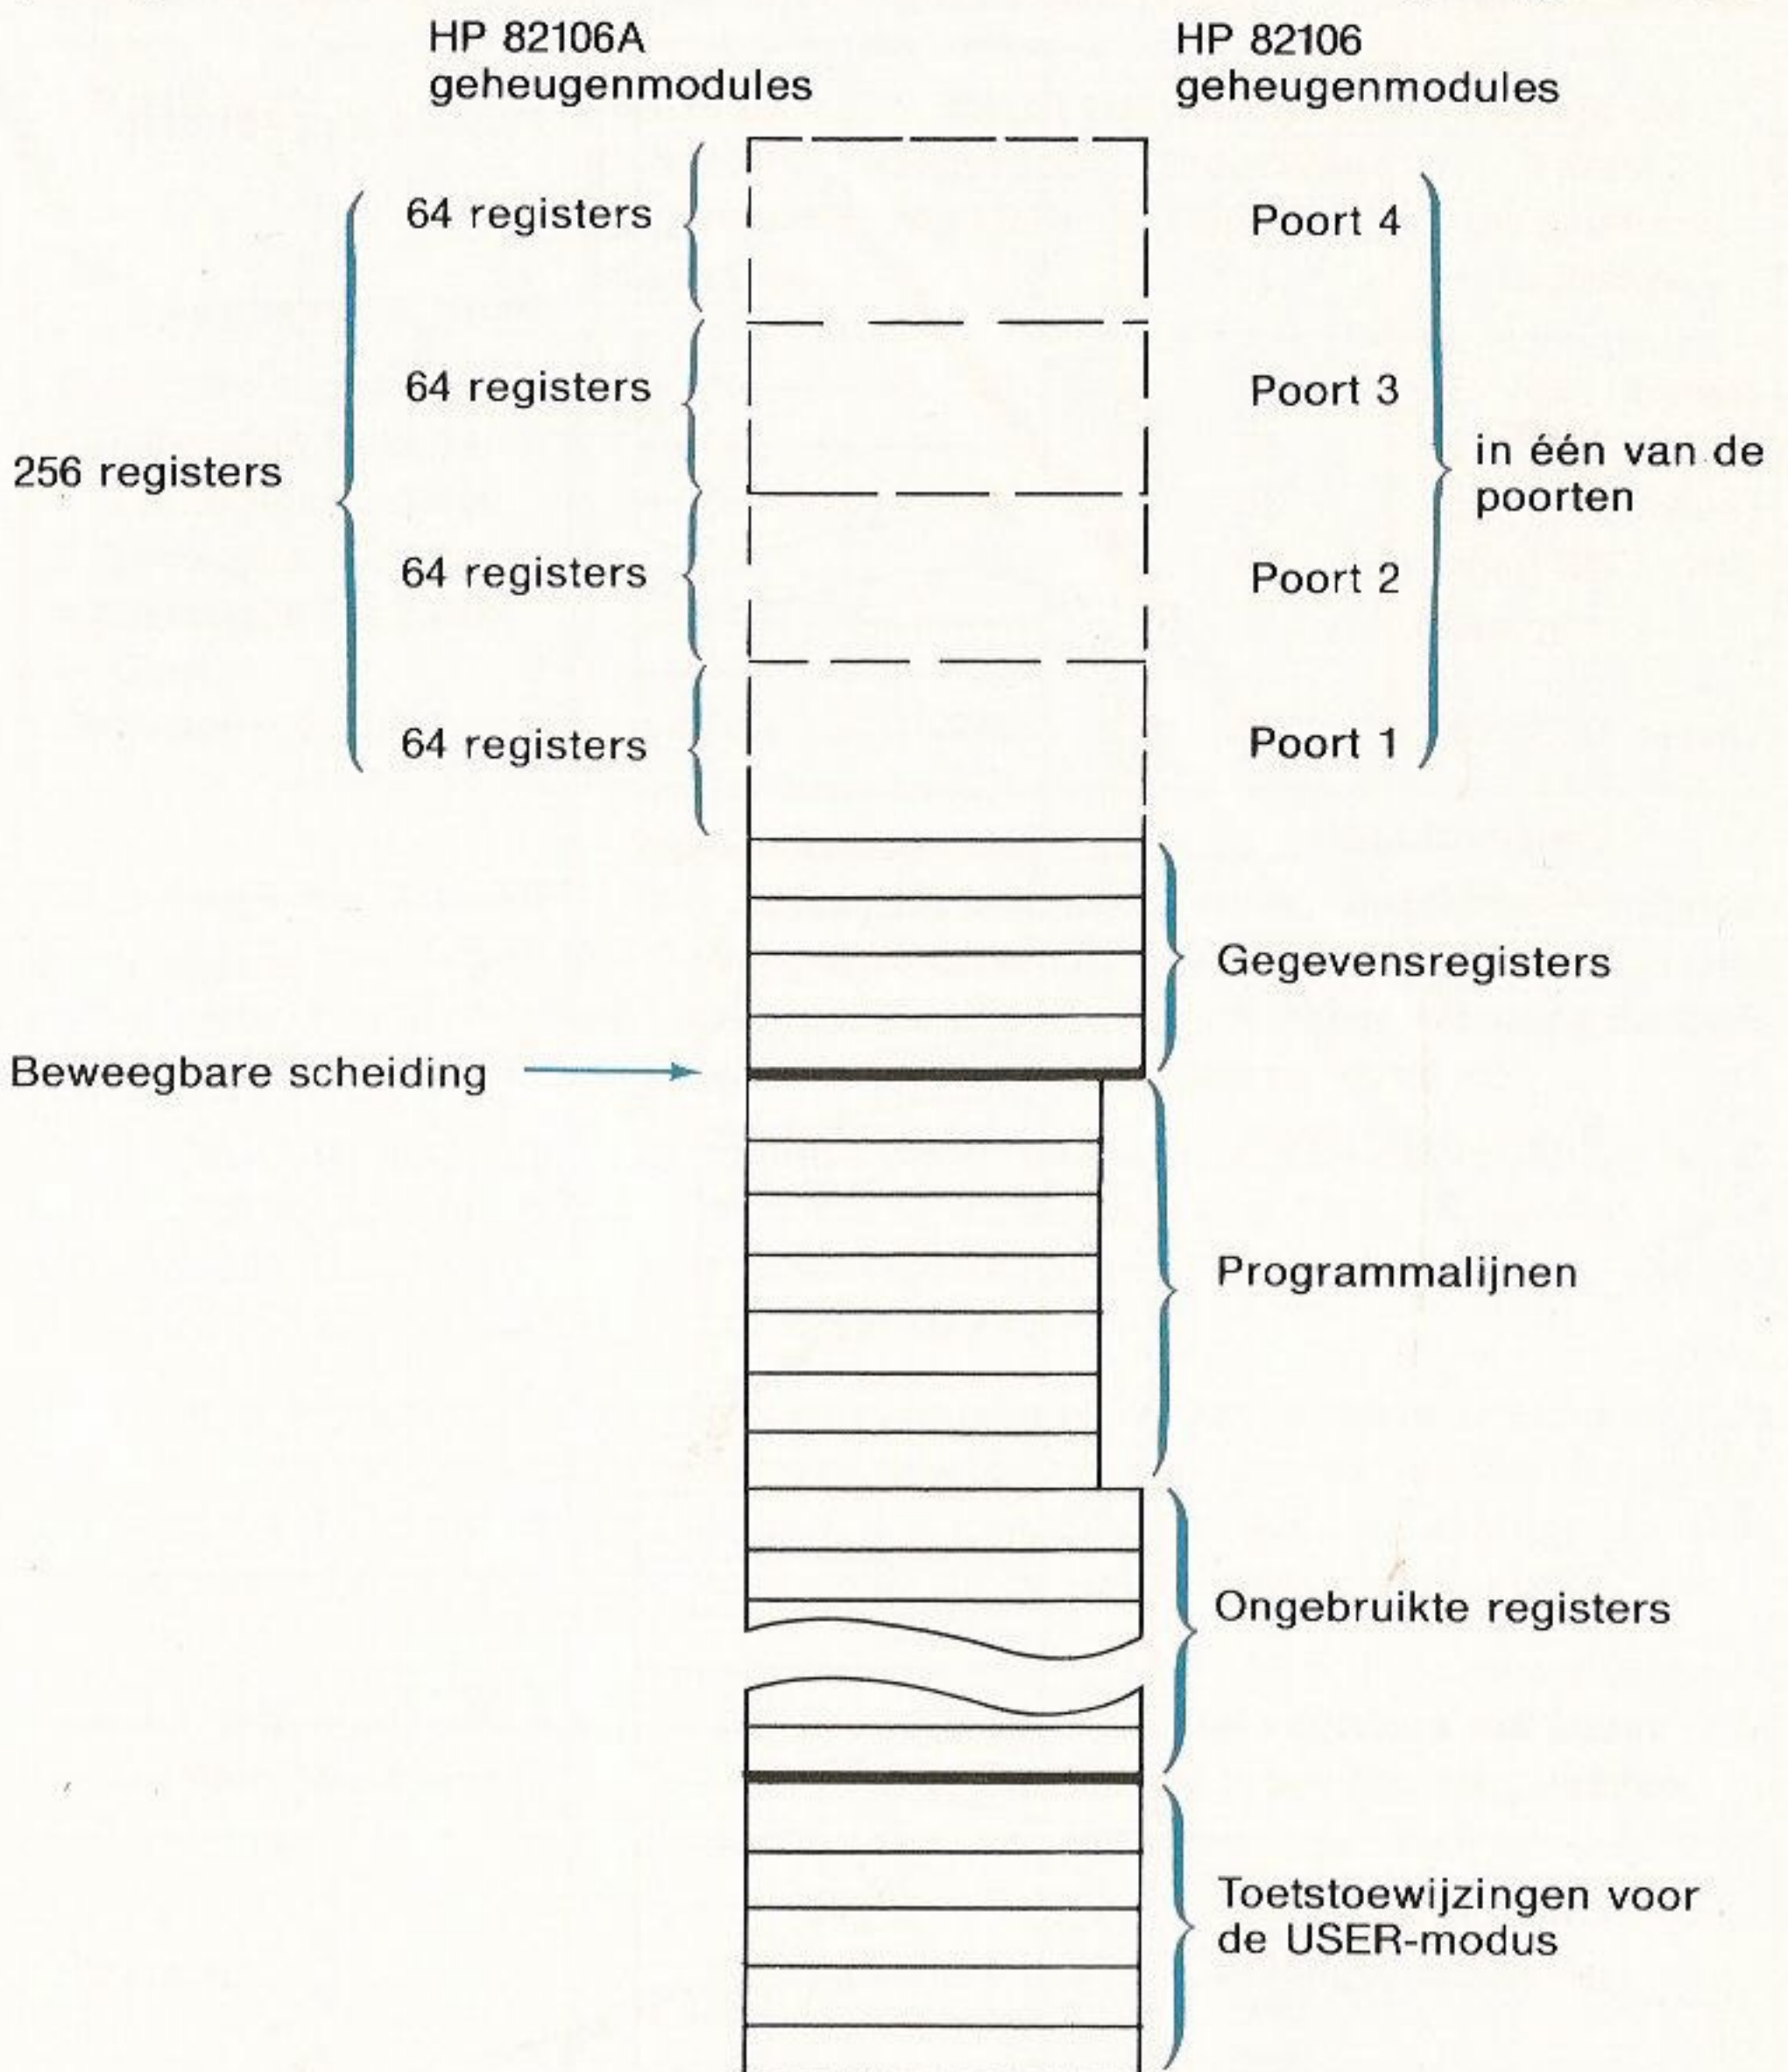 HP 82106A
geheugenmodules
HP 82106
geheugenmodules
64 registers
Poort 4
64 registers
Poort 3
256 registers
in één van de
poorten
64 registers
Poort 2
64 registers
Poort 1
Gegevensregisters
Beweegbare scheiding
Programmalijnen
Ongebruikte registers
Toetstoewijzingen voor
de USER-modus